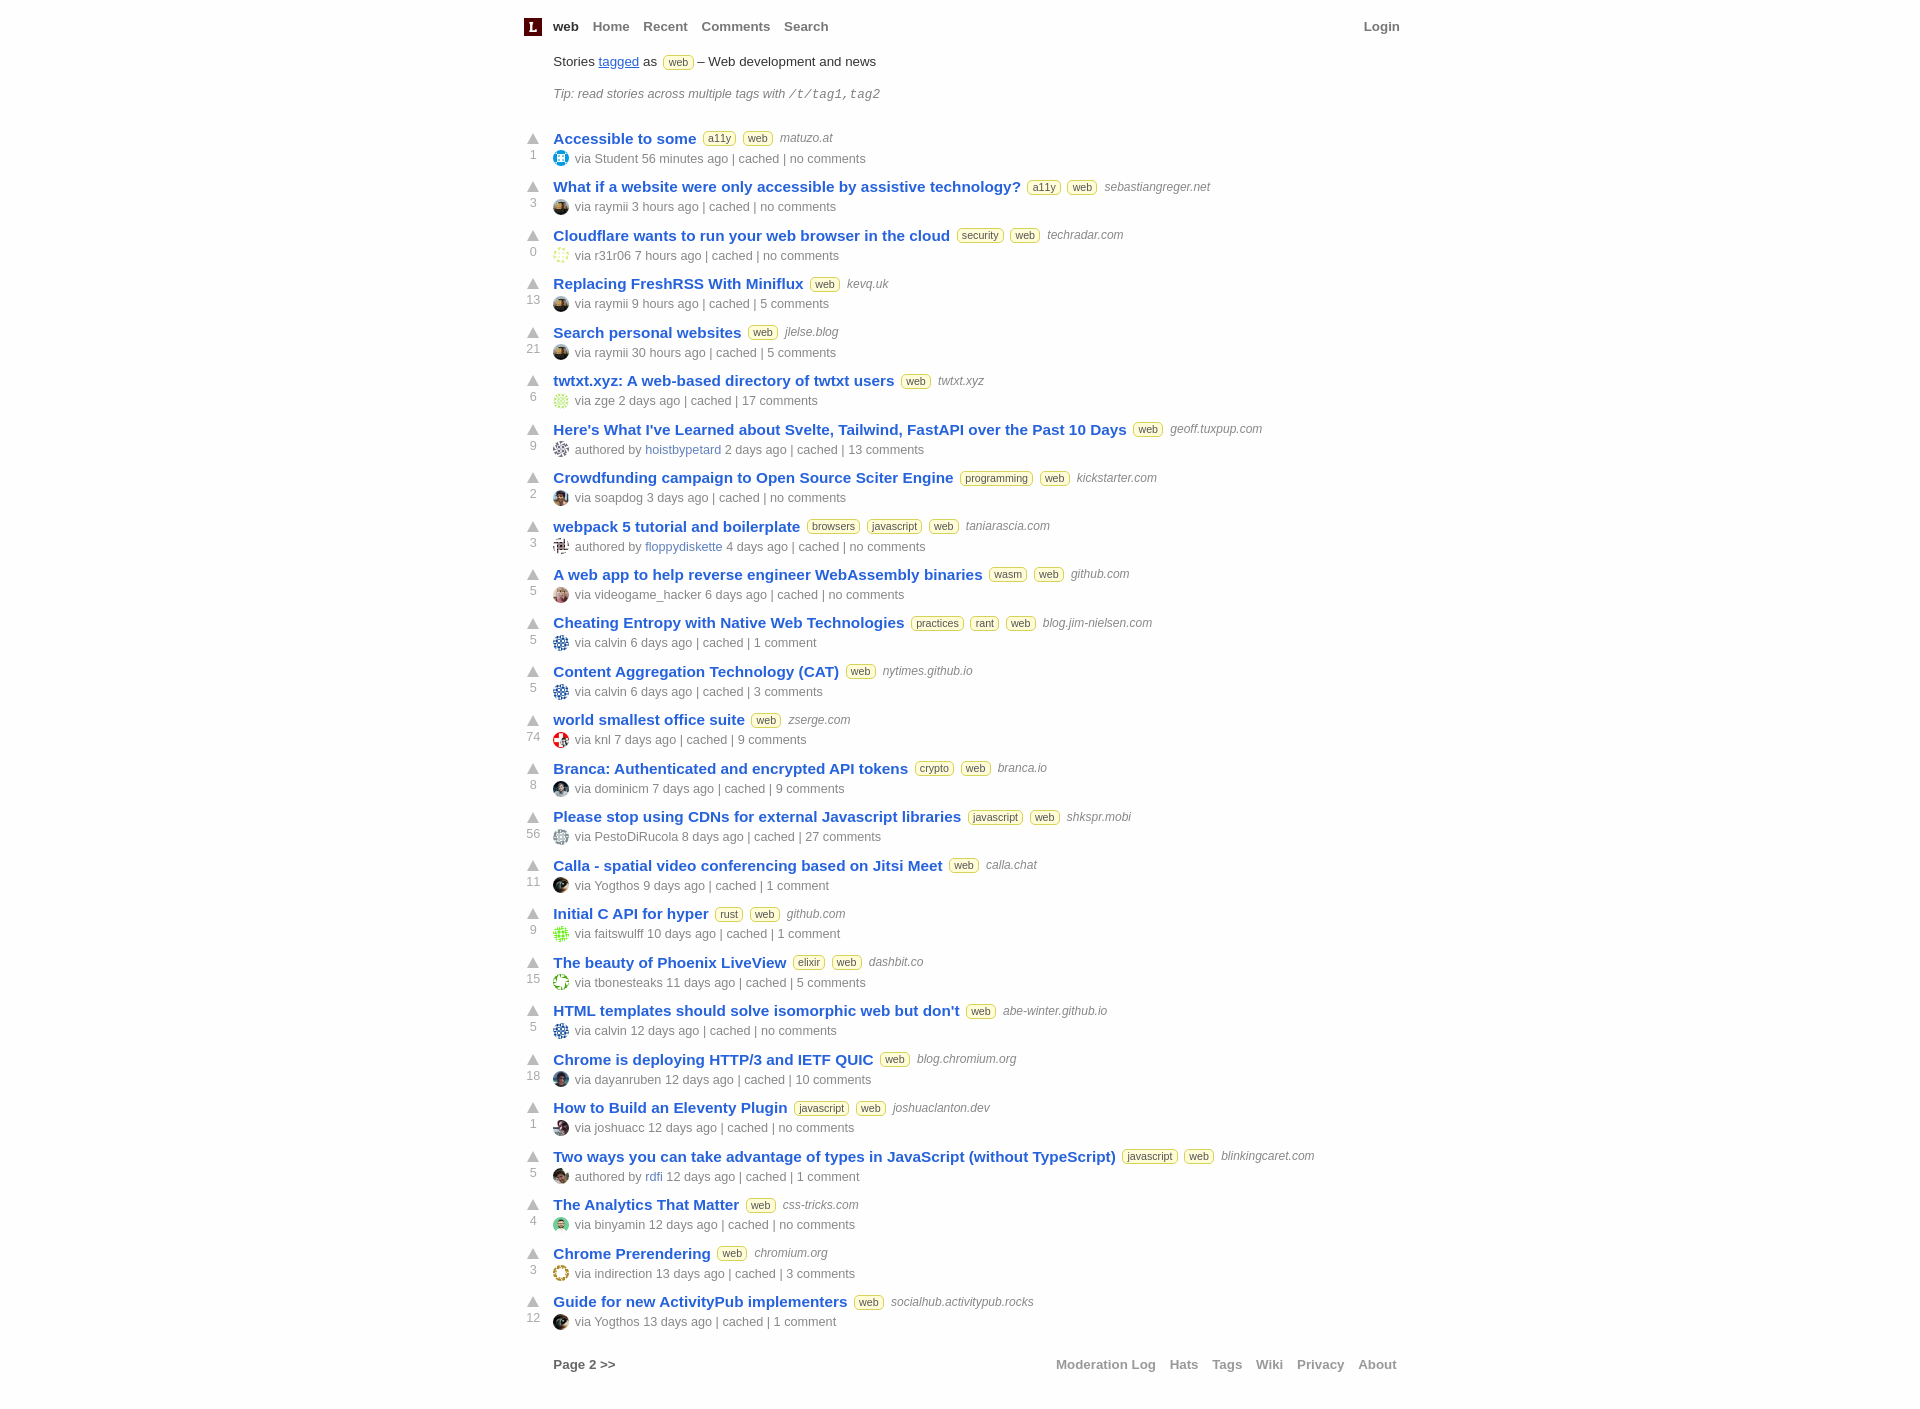 L web Home Recent Comments Search Login
Stories tagged as web – Web development and news
Tip: read stories across multiple tags with /t/tag1,tag2
Accessible to some a11y web matuzo.at
1 via Student 56 minutes ago | cached | no comments
What if a website were only accessible by assistive technology? a11y web sebastiangreger.net
3 via raymii 3 hours ago | cached | no comments
Cloudflare wants to run your web browser in the cloud security web techradar.com
0 via r31r06 7 hours ago | cached | no comments
Replacing FreshRSS With Miniflux web kevq.uk
13 via raymii 9 hours ago | cached | 5 comments
Search personal websites web jlelse.blog
21 via raymii 30 hours ago | cached | 5 comments
twtxt.xyz: A web-based directory of twtxt users web twtxt.xyz
6 via zge 2 days ago | cached | 17 comments
Here's What I've Learned about Svelte, Tailwind, FastAPI over the Past 10 Days web geoff.tuxpup.com
9 authored by hoistbypetard 2 days ago | cached | 13 comments
Crowdfunding campaign to Open Source Sciter Engine programming web kickstarter.com
2 via soapdog 3 days ago | cached | no comments
webpack 5 tutorial and boilerplate browsers javascript web taniarascia.com
3 authored by floppydiskette 4 days ago | cached | no comments
A web app to help reverse engineer WebAssembly binaries wasm web github.com
5 via videogame_hacker 6 days ago | cached | no comments
Cheating Entropy with Native Web Technologies practices rant web blog.jim-nielsen.com
5 via calvin 6 days ago | cached | 1 comment
Content Aggregation Technology (CAT) web nytimes.github.io
5 via calvin 6 days ago | cached | 3 comments
world smallest office suite web zserge.com
74 via knl 7 days ago | cached | 9 comments
Branca: Authenticated and encrypted API tokens crypto web branca.io
8 via dominicm 7 days ago | cached | 9 comments
Please stop using CDNs for external Javascript libraries javascript web shkspr.mobi
56 via PestoDiRucola 8 days ago | cached | 27 comments
Calla - spatial video conferencing based on Jitsi Meet web calla.chat
11 via Yogthos 9 days ago | cached | 1 comment
Initial C API for hyper rust web github.com
9 via faitswulff 10 days ago | cached | 1 comment
The beauty of Phoenix LiveView elixir web dashbit.co
15 via tbonesteaks 11 days ago | cached | 5 comments
HTML templates should solve isomorphic web but don't web abe-winter.github.io
5 via calvin 12 days ago | cached | no comments
Chrome is deploying HTTP/3 and IETF QUIC web blog.chromium.org
18 via dayanruben 12 days ago | cached | 10 comments
How to Build an Eleventy Plugin javascript web joshuaclanton.dev
1 via joshuacc 12 days ago | cached | no comments
Two ways you can take advantage of types in JavaScript (without TypeScript) javascript web blinkingcaret.com
5 authored by rdfi 12 days ago | cached | 1 comment
The Analytics That Matter web css-tricks.com
4 via binyamin 12 days ago | cached | no comments
Chrome Prerendering web chromium.org
3 via indirection 13 days ago | cached | 3 comments
Guide for new ActivityPub implementers web socialhub.activitypub.rocks
12 via Yogthos 13 days ago | cached | 1 comment
Page 2 >> Moderation Log Hats Tags Wiki Privacy About